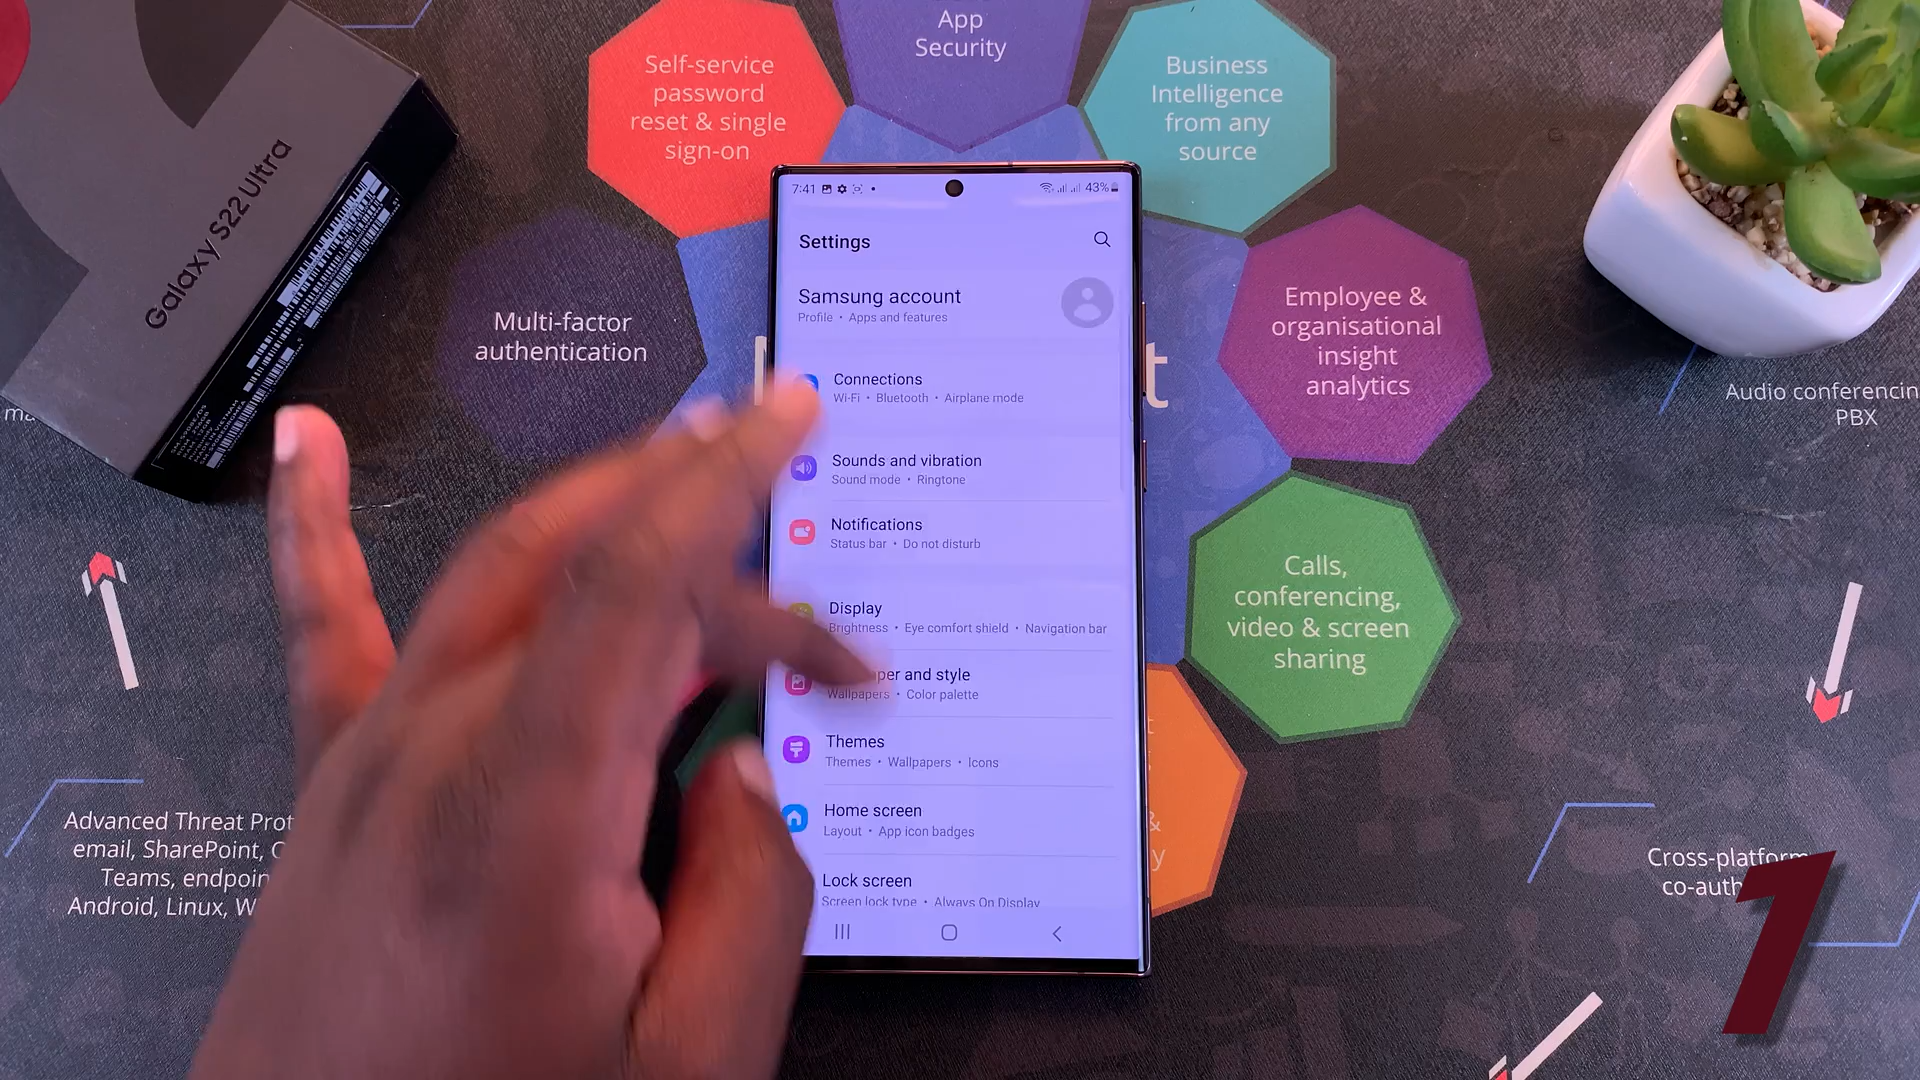 App
Security
Self-service
password
reset & single
sign-on
Business
Intelligence
from any
source
Galaxy S22 Ultra
Multi-factor
authentication
Employee &
organisational
insight
analytics
Audio conferencin
PBX
Calls,
conferencing,
video & screen
sharing
7:41
43%
Settings
Samsung account
Profile • Apps and features
Connections
Wi-Fi • Bluetooth • Airplane mode
Sounds and vibration
Sound mode • Ringtone
Notifications
Status bar • Do not disturb
Display
Brightness • Eye comfort shield • Navigation bar
per and style
Wallpapers • Color palette
Themes
Themes • Wallpapers • Icons
Home screen
Layout • App icon badges
Lock screen
Screen lock type • Always On Display
Advanced Threat Prot
email, SharePoint,
Teams, endpoin
Android, Linux, W
Cross-platform
co-auth
t
&
y
1